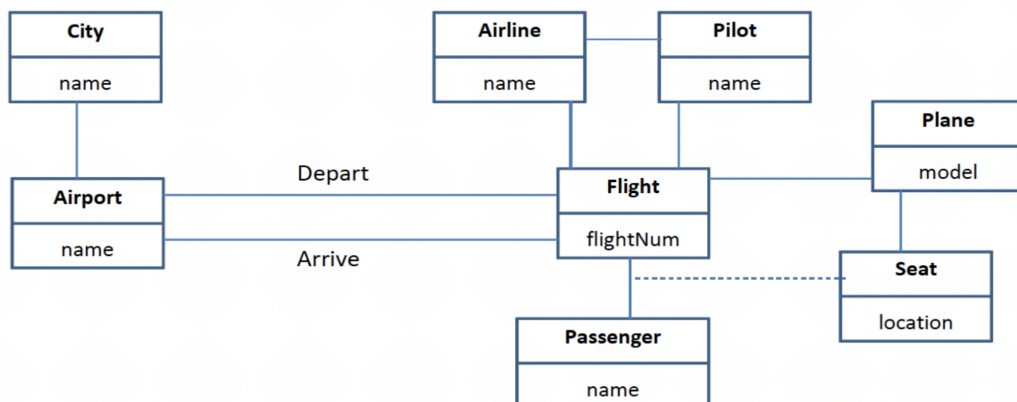 City
name
Airline
name
Pilot
name
Plane
model
Airport
name
Depart
Arrive
Flight
flightNum
Seat
location
Passenger
name